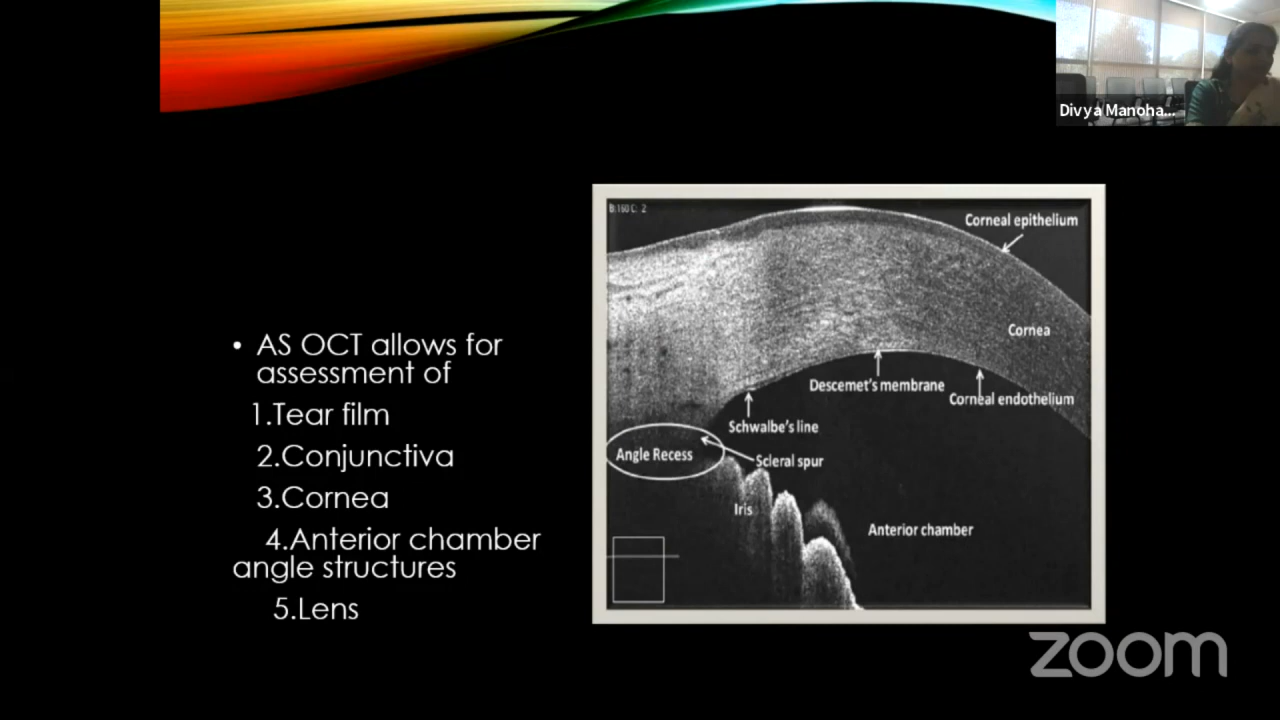 Divya Manoha...
• AS OCT allows for
assessment of
1.Tear film
2.Conjunctiva
3.Cornea
4.Anterior chamber
angle structures
5.Lens
B:160 C: 2
Corneal epithelium
Cornea
Descemet's membrane
Corneal endothelium
Schwalbe's line
Angle Recess
Scleral spur
Iris
Anterior chamber
zoom